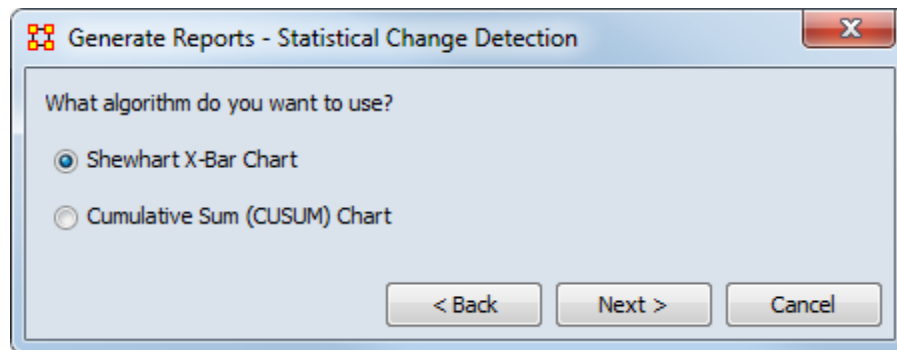 Generate Reports - Statistical Change Detection
What algorithm do you want to use?
Shewhart X-Bar Chart
Cumulative Sum (CUSUM) Chart
< Back Next > Cancel